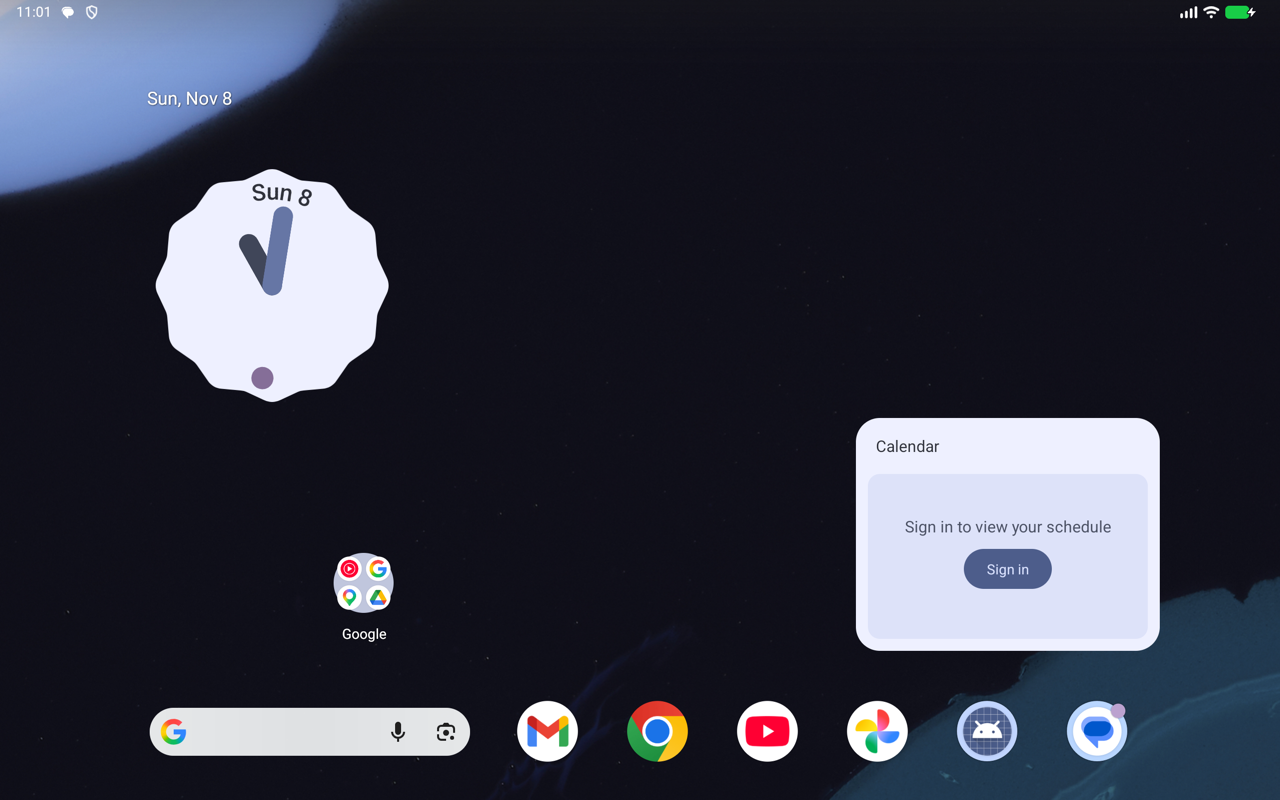 11:01
Sun, Nov 8
Sun 8
Calendar
Sign in to view your schedule
Sign in
Google